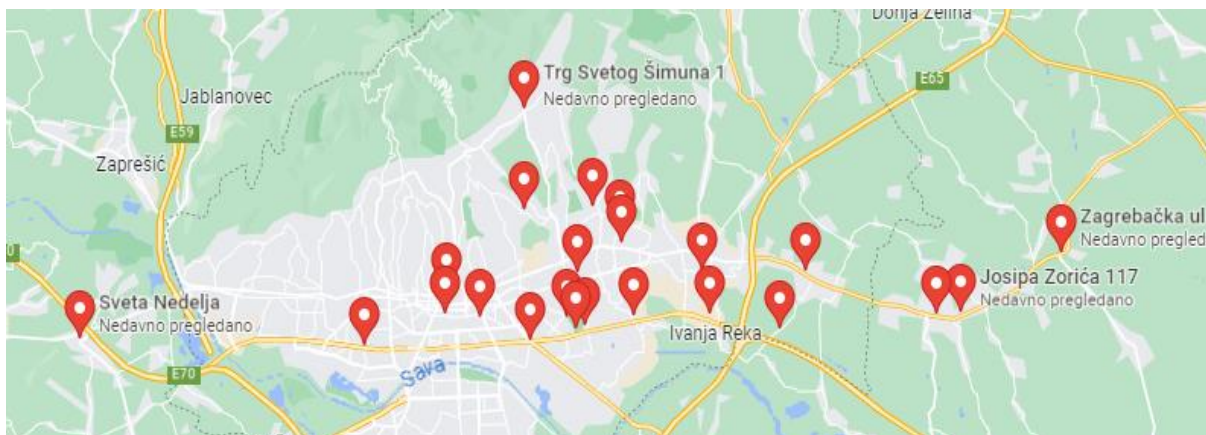 Donja Zelina
Trg Svetog Šimuna 1
Nedavno pregledano
E65
Jablanovec
E59
Zaprešić
Zagrebačka ul
Nedavno pregled
0
Josipa Zorića 117
Nedavno pregledano
Sveta Nedelja
Nedavno pregledano
Ivanja Reka
Sava
E70